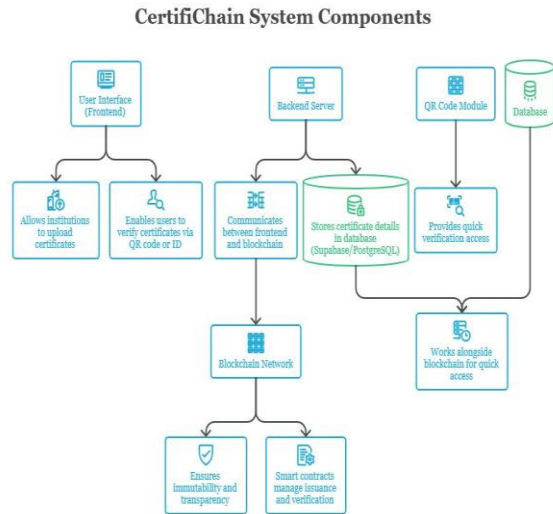 CertifiChain System Components
User Interface
(Frontend)
Backend Server
QR Code Module
Database
Allows institutions
to upload
certificates
Enables users to
verify certificates via
QR code or ID
Communicates
between frontend
and blockchain
Stores certificate details
in database
(Supabase/PostgreSQL)
Provides quick
verification access
Blockchain Network
Works alongside
blockchain for quick
access
Ensures
immutability and
transparency
Smart contracts
manage issuance
and verification